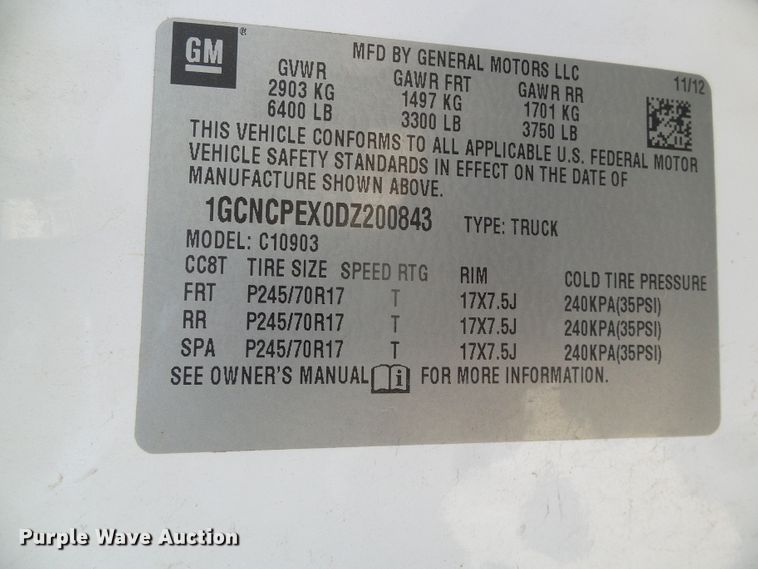 GM ®
MFD BY GENERAL MOTORS LLC
GVWR GAWR FRT GAWR RR 11/12
2903 KG 1497 KG 1701 KG
6400 LB 3300 LB 3750 LB
THIS VEHICLE CONFORMS TO ALL APPLICABLE U.S. FEDERAL MOTOR
VEHICLE SAFETY STANDARDS IN EFFECT ON THE DATE OF
MANUFACTURE SHOWN ABOVE.
1GCNCPEX0DZ200843 TYPE: TRUCK
MODEL: C10903
CC8T TIRE SIZE SPEED RTG RIM COLD TIRE PRESSURE
FRT P245/70R17 T 17X7.5J 240KPA(35PSI)
RR P245/70R17 T 17X7.5J 240KPA(35PSI)
SPA P245/70R17 T 17X7.5J 240KPA(35PSI)
SEE OWNER'S MANUAL i FOR MORE INFORMATION.
Purple Wave Auction